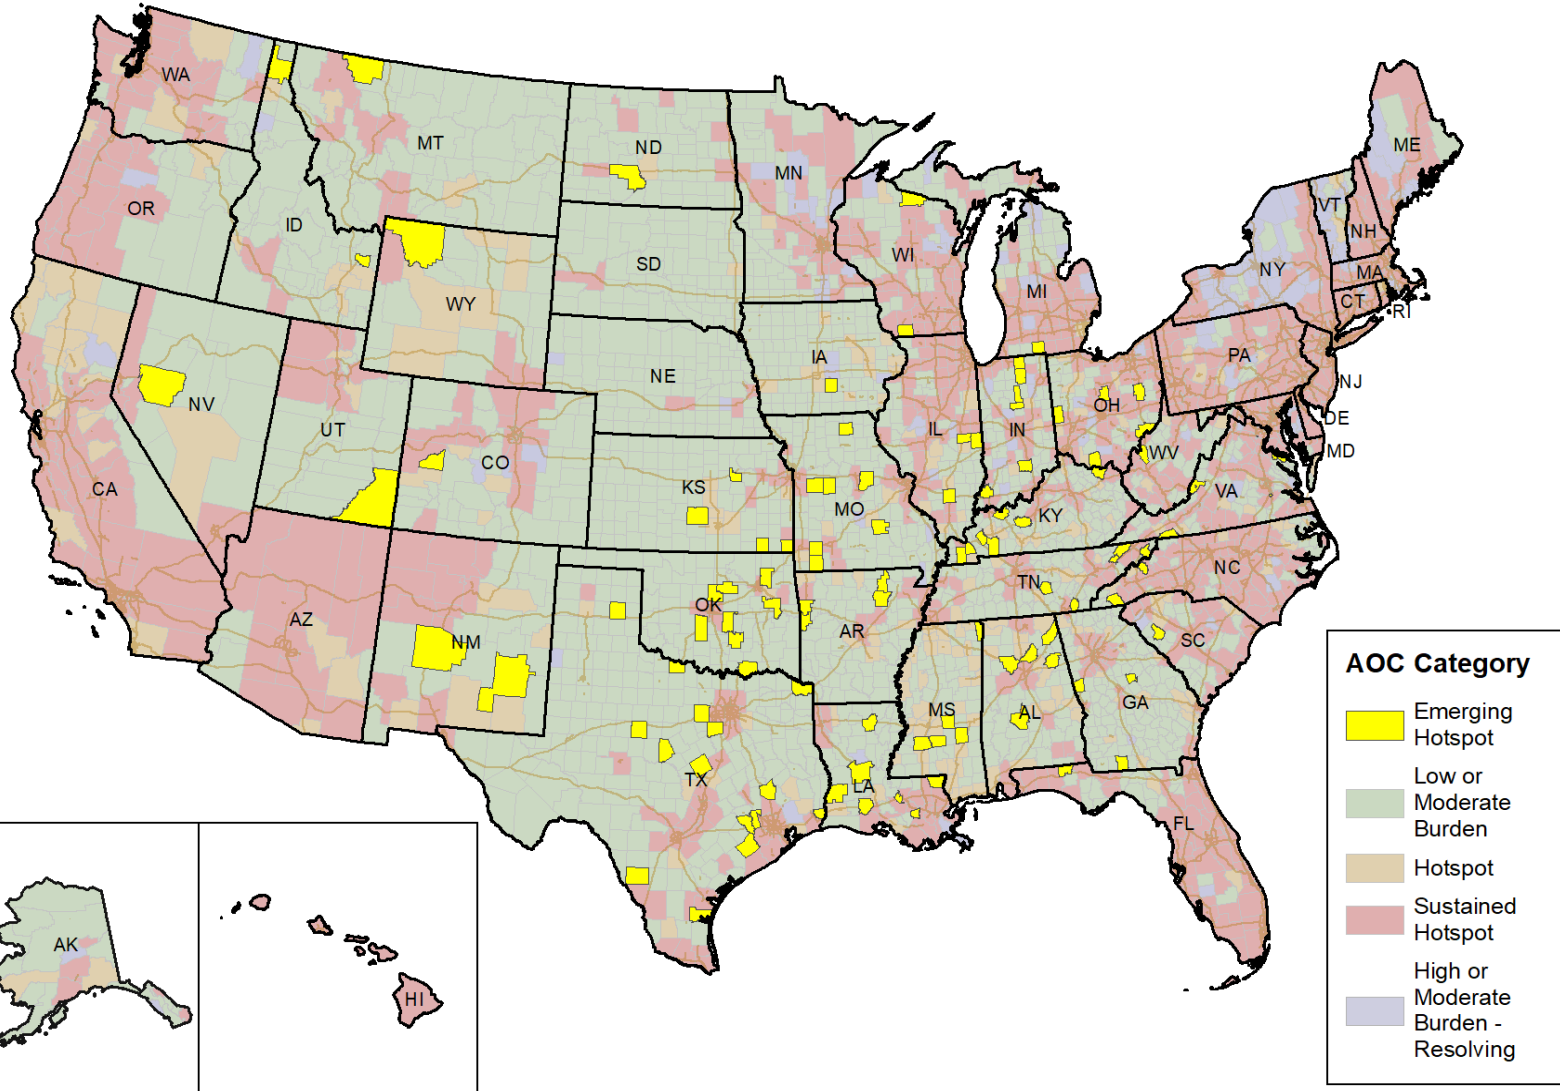 WA
MT
ND
MN
ME
OR
ID
SD
WI
VT
NH
NY
MA
MI
WY
CT
RI
IA
PA
NE
NJ
NV
OH
DE
UT
IL
IN
CO
WV
MD
CA
KS
VA
MO
KY
NC
TN
AZ
OK
AR
NM
SC
MS
AL
GA
TX
LA
FL
AK
HI
AOC Category
Emerging
Hotspot
Low or
Moderate
Burden
Hotspot
Sustained
Hotspot
High or
Moderate
Burden -
Resolving